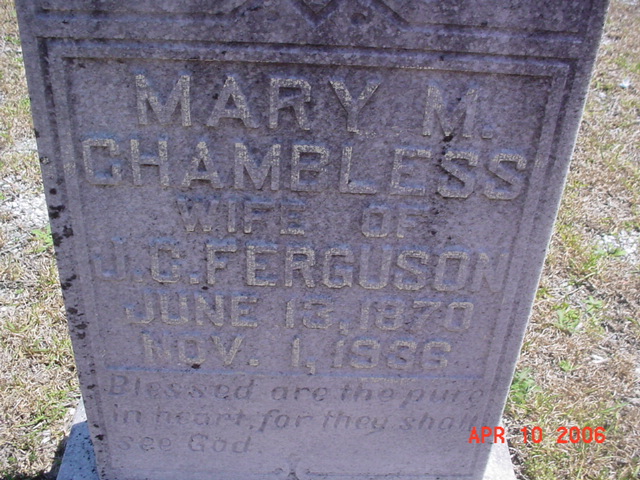 MARY M.
CHAMBLESS
WIFE OF
J.C. FERGUSON
JUNE 13, 1870
NOV. 1, 1936
Blessed are the pure
in heart, for they shall
see God.
APR 10 2006